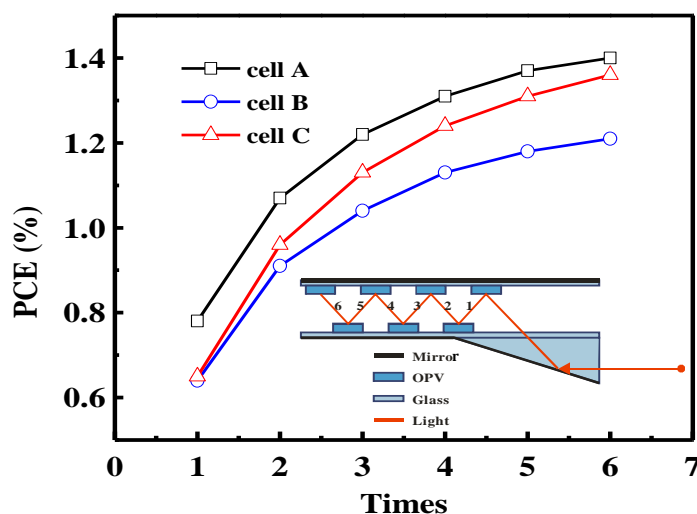 1.4
1.2
1.0
0.8
0.6
PCE (%)
cell A
cell B
cell C
6 5 4 3 2 1
Mirror
OPV
Glass
Light
0 1 2 3 4 5 6 7
Times